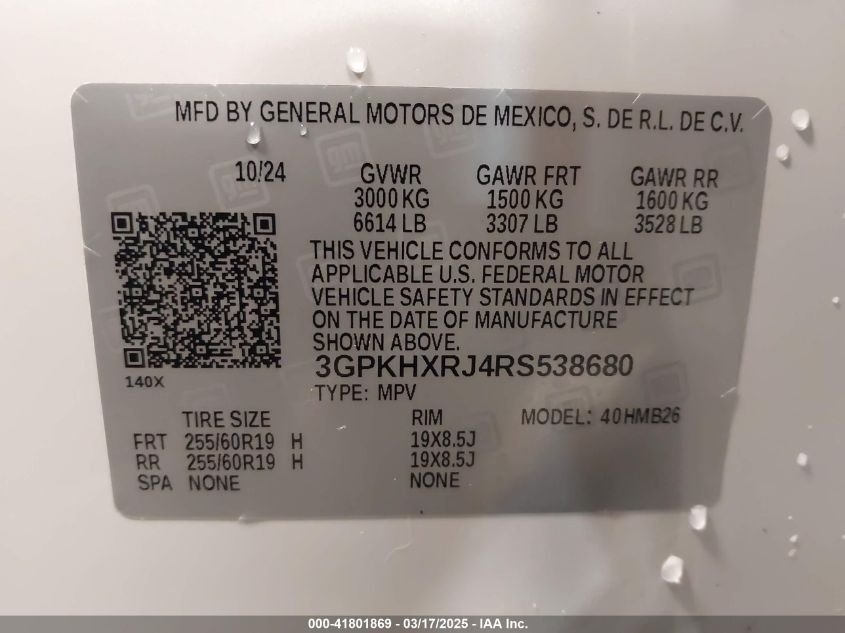 MFD BY GENERAL MOTORS DE MEXICO, S. DE R.L. DE C.V.
10/24 GVWR GAWR FRT GAWR RR
3000 KG 1500 KG 1600 KG
6614 LB 3307 LB 3528 LB
THIS VEHICLE CONFORMS TO ALL
APPLICABLE U.S. FEDERAL MOTOR
VEHICLE SAFETY STANDARDS IN EFFECT
ON THE DATE OF MANUFACTURE
SHOWN ABOVE.
3GPKHXRJ4RS538680
140X
TYPE: MPV
TIRE SIZE RIM MODEL: 40HMB26
FRT 255/60R19 H 19X8.5J
RR 255/60R19 H 19X8.5J
SPA NONE NONE
000-41801869 - 03/17/2025 - IAA Inc.